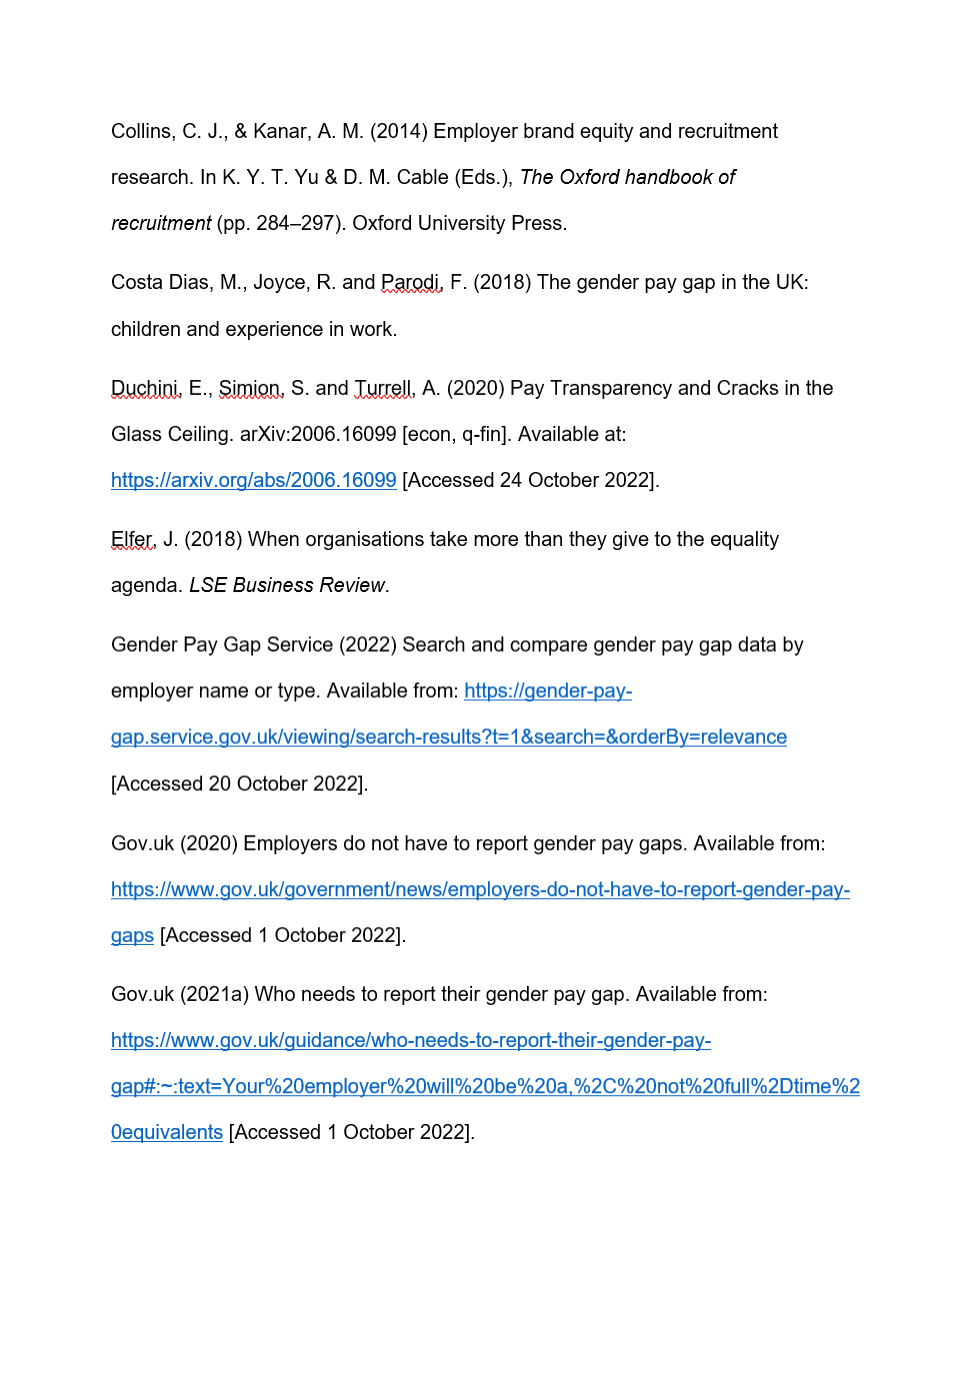 Collins, C. J., & Kanar, A. M. (2014) Employer brand equity and recruitment
research. In K. Y. T. Yu & D. M. Cable (Eds.), The Oxford handbook of
recruitment (pp. 284–297). Oxford University Press.
Costa Dias, M., Joyce, R. and Parodi, F. (2018) The gender pay gap in the UK:
children and experience in work.
Duchini, E., Simion, S. and Turrell, A. (2020) Pay Transparency and Cracks in the
Glass Ceiling. arXiv:2006.16099 [econ, q-fin]. Available at:
https://arxiv.org/abs/2006.16099 [Accessed 24 October 2022].
Elfer, J. (2018) When organisations take more than they give to the equality
agenda. LSE Business Review.
Gender Pay Gap Service (2022) Search and compare gender pay gap data by
employer name or type. Available from: https://gender-pay-
gap.service.gov.uk/viewing/search-results?t=1&search=&orderBy=relevance
[Accessed 20 October 2022].
Gov.uk (2020) Employers do not have to report gender pay gaps. Available from:
https://www.gov.uk/government/news/employers-do-not-have-to-report-gender-pay-
gaps [Accessed 1 October 2022].
Gov.uk (2021a) Who needs to report their gender pay gap. Available from:
https://www.gov.uk/guidance/who-needs-to-report-their-gender-pay-
gap#:~:text=Your%20employer%20will%20be%20a,%2C%20not%20full%2Dtime%2
0equivalents [Accessed 1 October 2022].